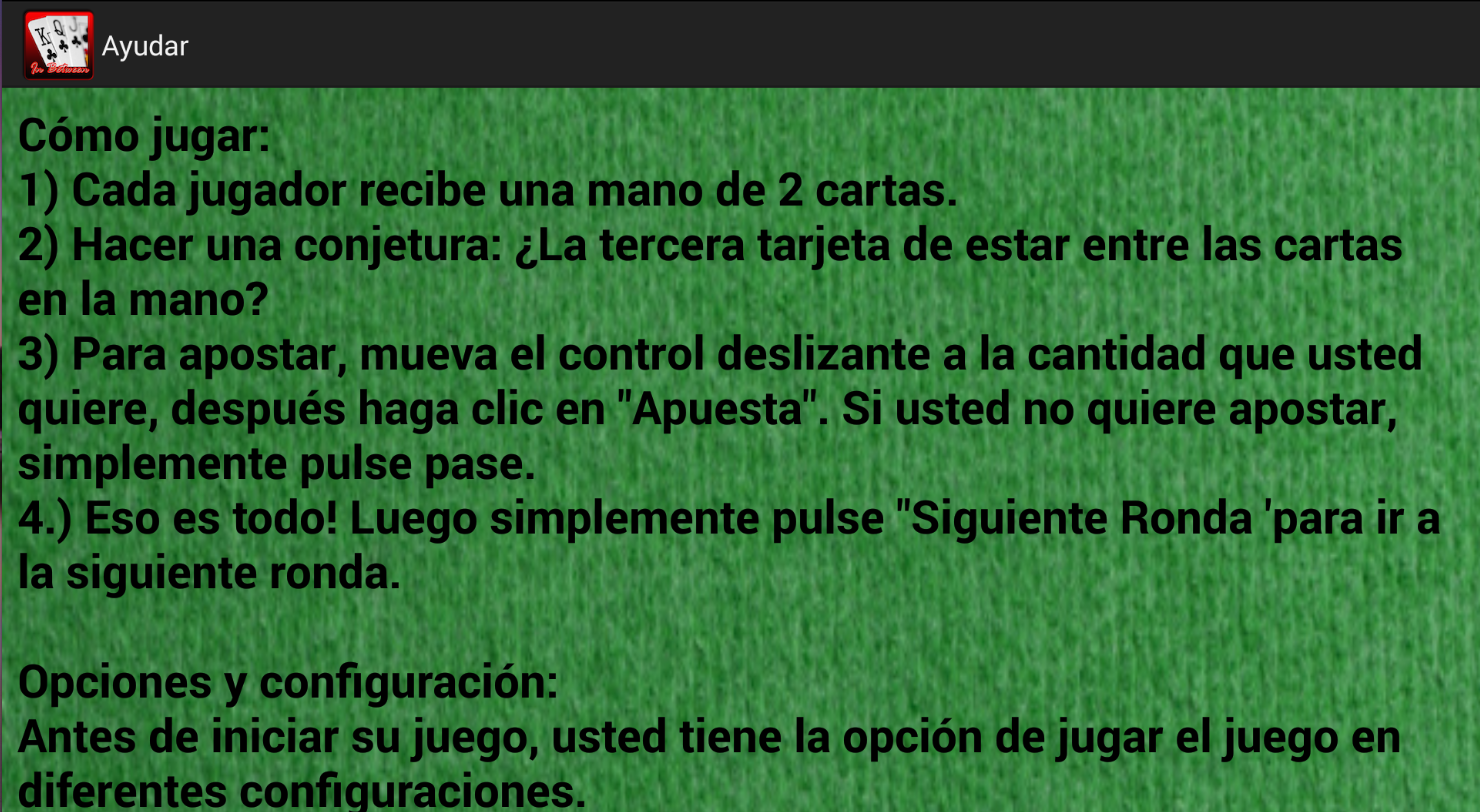 K Q J
In Between
Ayudar
Cómo jugar:
1) Cada jugador recibe una mano de 2 cartas.
2) Hacer una conjetura: ¿La tercera tarjeta de estar entre las cartas
en la mano?
3) Para apostar, mueva el control deslizante a la cantidad que usted
quiere, después haga clic en "Apuesta". Si usted no quiere apostar,
simplemente pulse pase.
4.) Eso es todo! Luego simplemente pulse "Siguiente Ronda 'para ir a
la siguiente ronda.
Opciones y configuración:
Antes de iniciar su juego, usted tiene la opción de jugar el juego en
diferentes configuraciones.